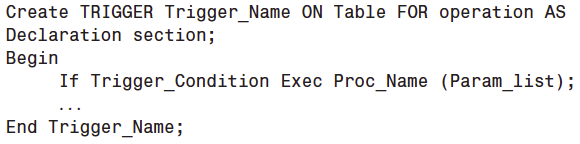 Create TRIGGER Trigger_Name ON Table FOR operation AS
Declaration section;
Begin
If Trigger_Condition Exec Proc_Name (Param_list);
...
End Trigger_Name;